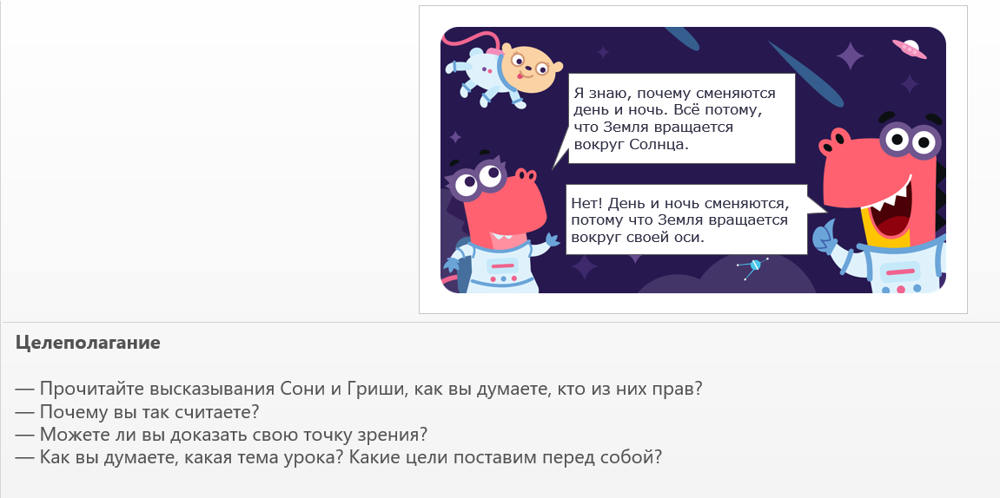 Я знаю, почему сменяются
день и ночь. Всё потому,
что Земля вращается
вокруг Солнца.
Нет! День и ночь сменяются,
потому что Земля вращается
вокруг своей оси.
Целеполагание
— Прочитайте высказывания Сони и Гриши, как вы думаете, кто из них прав?
— Почему вы так считаете?
— Можете ли вы доказать свою точку зрения?
— Как вы думаете, какая тема урока? Какие цели поставим перед собой?